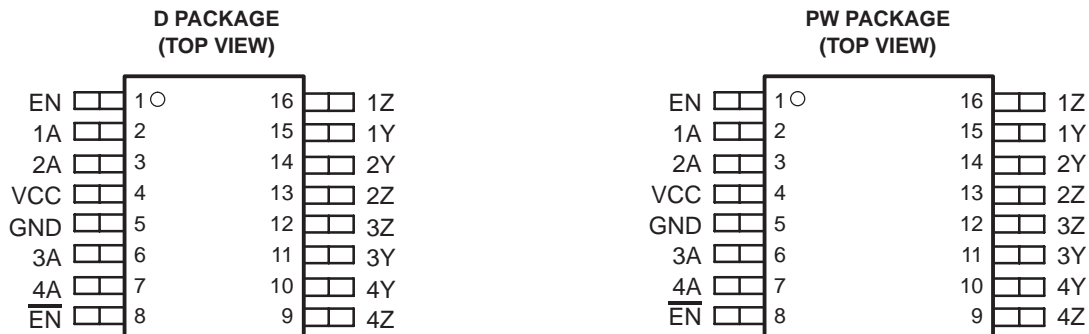 D PACKAGE
(TOP VIEW)
EN 1 16 1Z
1A 2 15 1Y
2A 3 14 2Y
VCC 4 13 2Z
GND 5 12 3Z
3A 6 11 3Y
4A 7 10 4Y
E̅N̅ 8 9 4Z
PW PACKAGE
(TOP VIEW)
EN 1 16 1Z
1A 2 15 1Y
2A 3 14 2Y
VCC 4 13 2Z
GND 5 12 3Z
3A 6 11 3Y
4A 7 10 4Y
E̅N̅ 8 9 4Z